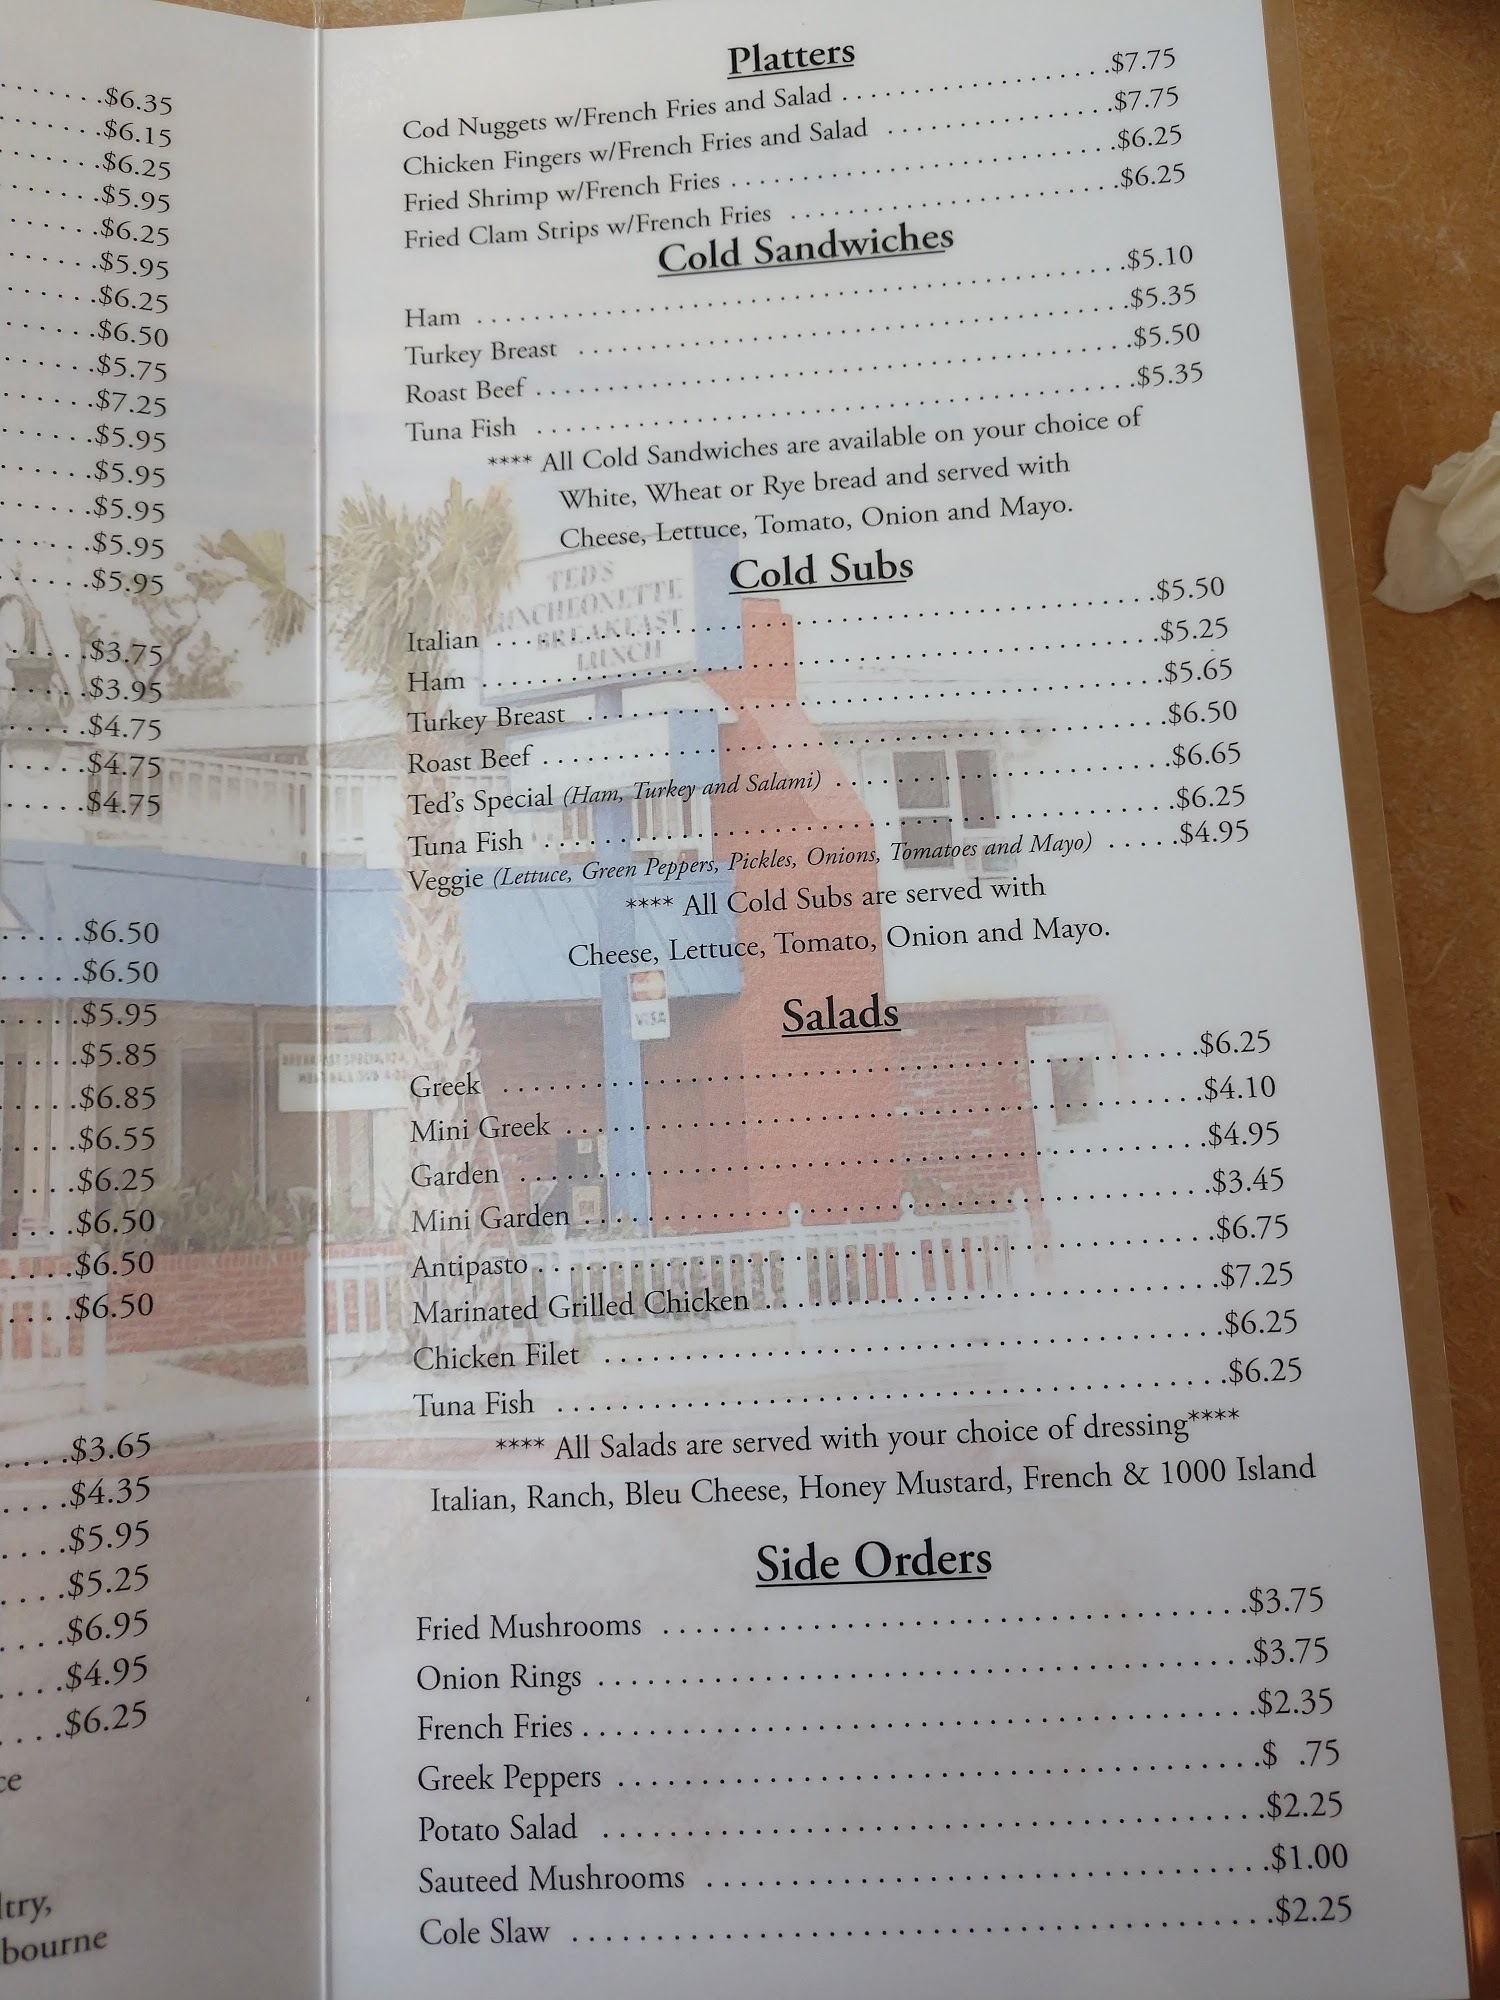 .$6.35
.$6.15
.$6.25
.$5.95
.$6.25
.$5.95
.$6.25
.$6.50
.$5.75
.$7.25
.$5.95
.$5.95
.$5.95
.$5.95
.$5.95
.$3.75
.$3.95
.$4.75
.$4.75
.$4.75
.$6.50
.$6.50
.$5.95
.$5.85
.$6.85
.$6.55
.$6.25
.$6.50
.$6.50
.$6.50
.$3.65
.$4.35
.$5.95
.$5.25
.$6.95
.$4.95
.$6.25
Platters
Cod Nuggets w/French Fries and Salad $7.75
Chicken Fingers w/French Fries and Salad $7.75
Fried Shrimp w/French Fries $6.25
Fried Clam Strips w/French Fries $6.25
Cold Sandwiches
Ham $5.10
Turkey Breast $5.35
Roast Beef $5.50
Tuna Fish $5.35
**** All Cold Sandwiches are available on your choice of
White, Wheat or Rye bread and served with
Cheese, Lettuce, Tomato, Onion and Mayo.
TED'S
LUNCHEONETTE
BREAKFAST
LUNCH
VISA
Cold Subs
Italian $5.50
Ham $5.25
Turkey Breast $5.65
Roast Beef $6.50
Ted's Special (Ham, Turkey and Salami) $6.65
Tuna Fish $6.25
Veggie (Lettuce, Green Peppers, Pickles, Onions, Tomatoes and Mayo) $4.95
**** All Cold Subs are served with
Cheese, Lettuce, Tomato, Onion and Mayo.
Salads
Greek $6.25
Mini Greek $4.10
Garden $4.95
Mini Garden $3.45
Antipasto $6.75
Marinated Grilled Chicken $7.25
Chicken Filet $6.25
Tuna Fish $6.25
**** All Salads are served with your choice of dressing****
Italian, Ranch, Bleu Cheese, Honey Mustard, French & 1000 Island
Side Orders
Fried Mushrooms $3.75
Onion Rings $3.75
French Fries $2.35
Greek Peppers $ .75
Potato Salad $2.25
Sauteed Mushrooms $1.00
Cole Slaw $2.25